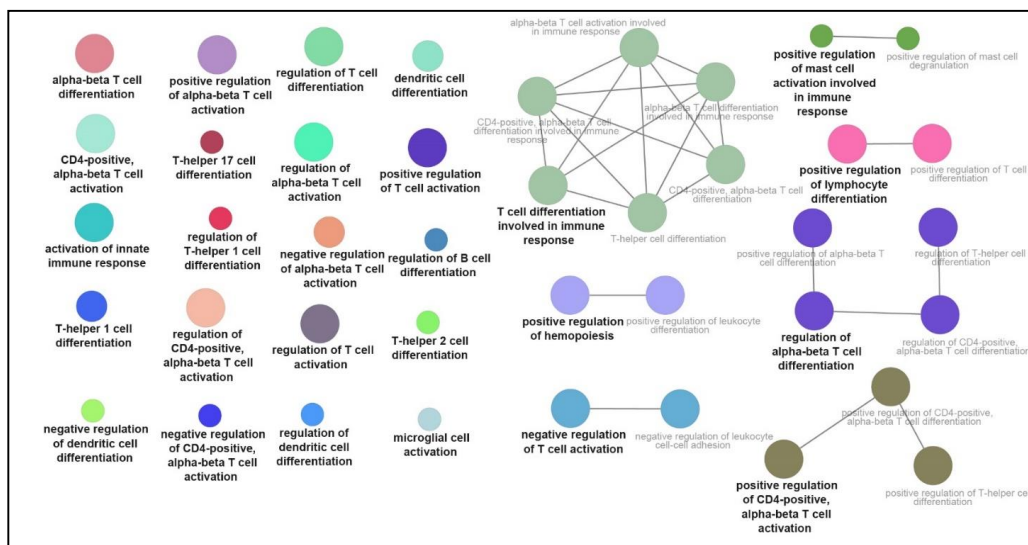 alpha-beta T cell
differentiation
positive regulation
of alpha-beta T cell
activation
regulation of T cell
differentiation
dendritic cell
differentiation
CD4-positive,
alpha-beta T cell
activation
T-helper 17 cell
differentiation
regulation of
alpha-beta T cell
activation
positive regulation
of T cell activation
activation of innate
immune response
regulation of
T-helper 1 cell
differentiation
negative regulation
of alpha-beta T cell
activation
regulation of B cell
differentiation
T-helper 1 cell
differentiation
regulation of
CD4-positive,
alpha-beta T cell
activation
regulation of T cell
activation
T-helper 2 cell
differentiation
negative regulation
of dendritic cell
differentiation
negative regulation
of CD4-positive,
alpha-beta T cell
activation
regulation of
dendritic cell
differentiation
microglial cell
activation
alpha-beta T cell activation involved
in immune response
alpha-beta T cell differentiation
involved in immune response
CD4-positive, alpha-beta T cell
differentiation involved in immune
response
CD4-positive, alpha-beta T cell
differentiation
T cell differentiation
involved in immune
response
T-helper cell differentiation
positive regulation
of hemopoiesis
positive regulation of leukocyte
differentiation
negative regulation
of T cell activation
negative regulation of leukocyte
cell-cell adhesion
positive regulation
of mast cell
activation involved in
immune response
positive regulation of mast cell
degranulation
positive regulation
of lymphocyte
differentiation
positive regulation of T cell
differentiation
positive regulation of alpha-beta T
cell differentiation
regulation of T-helper cell
differentiation
regulation of
alpha-beta T cell
differentiation
regulation of CD4-positive,
alpha-beta T cell differentiation
positive regulation of CD4-positive,
alpha-beta T cell differentiation
positive regulation
of CD4-positive,
alpha-beta T cell
activation
positive regulation of T-helper ce
differentiation